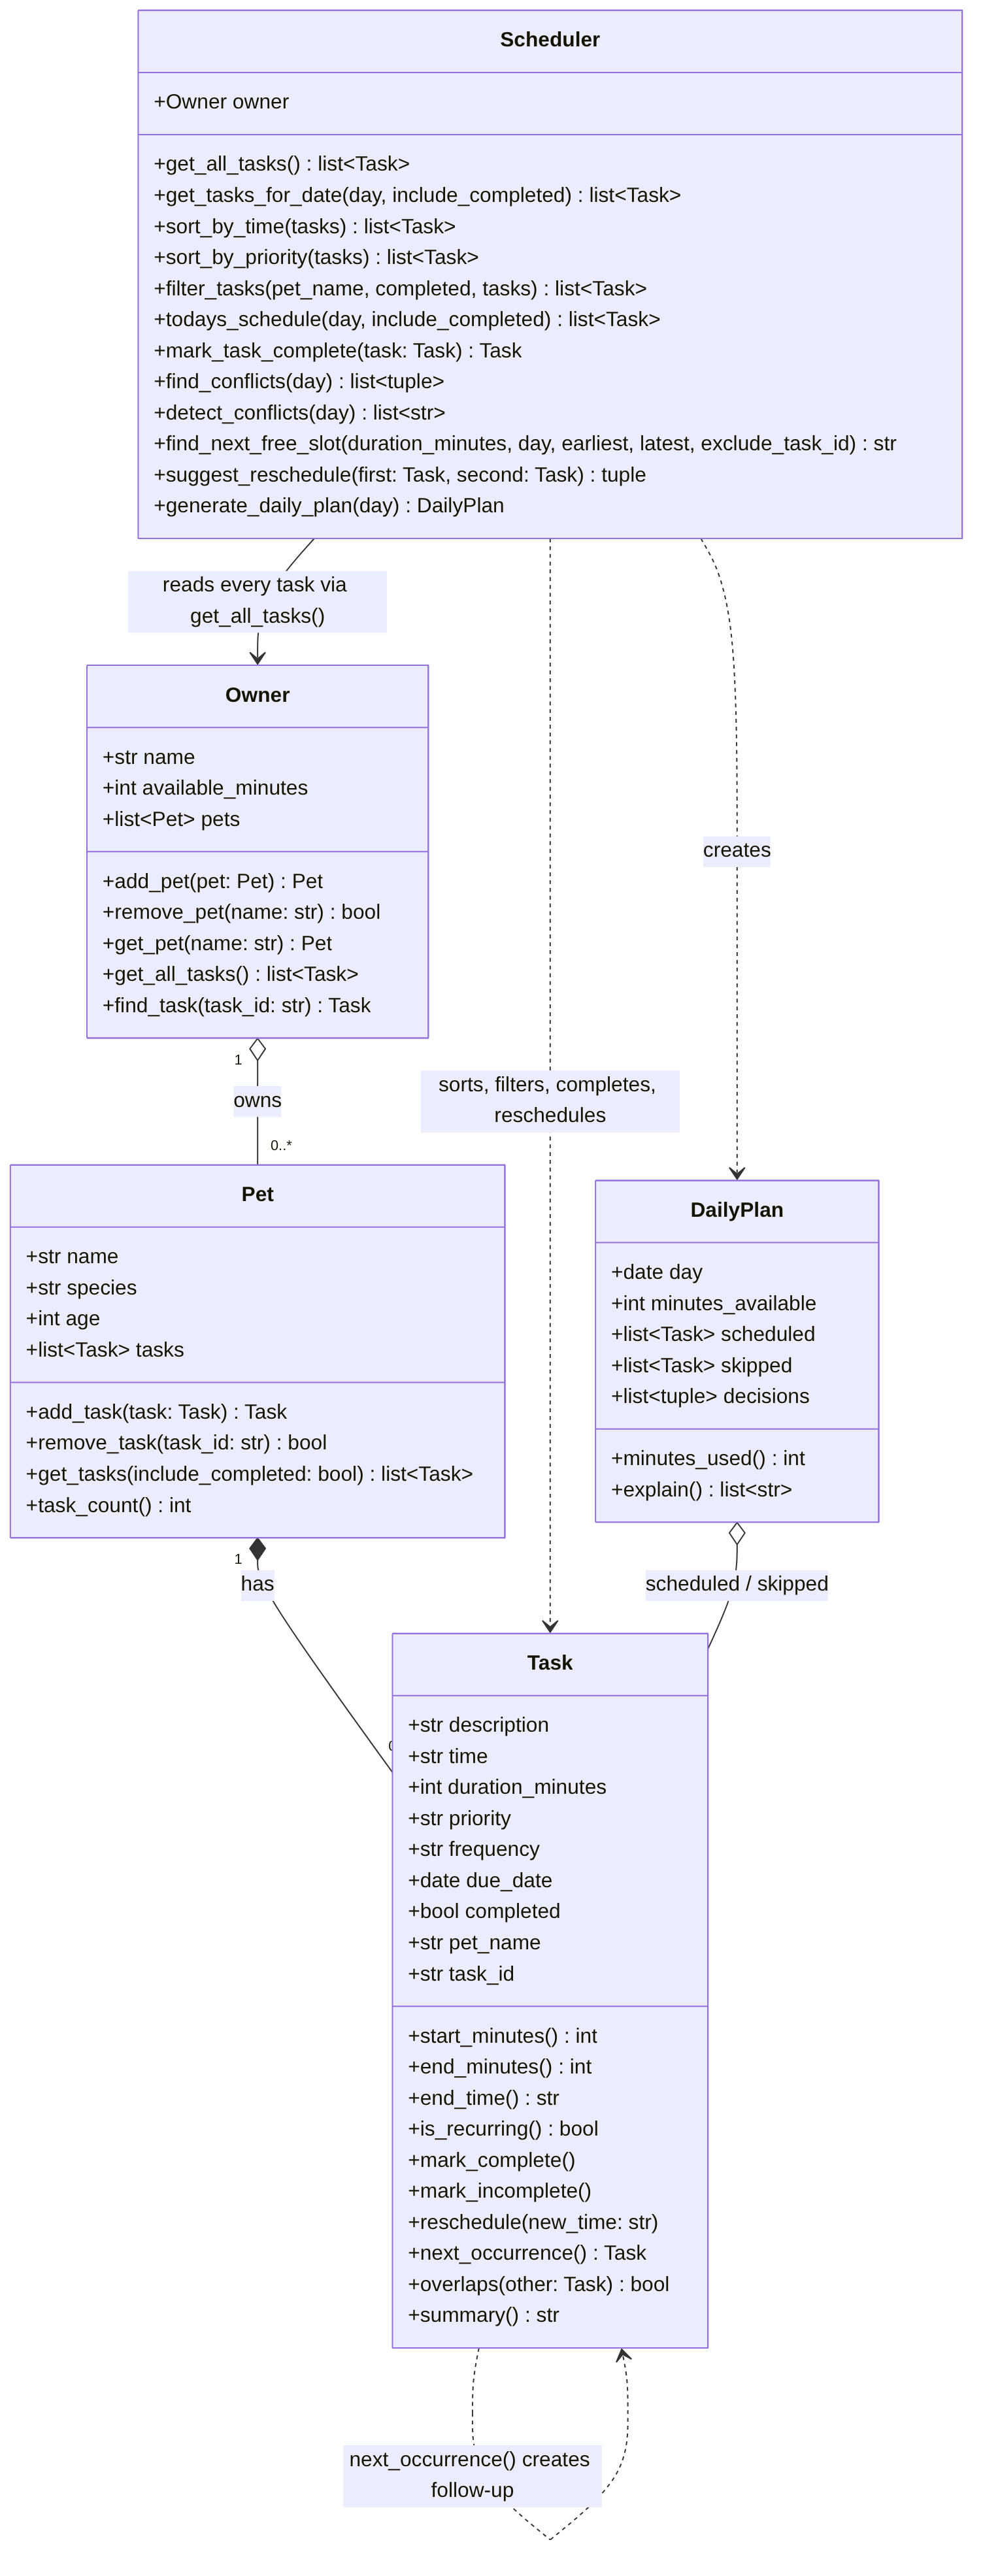 Scheduler
+Owner owner
+get_all_tasks() : list<Task>
+get_tasks_for_date(day, include_completed) : list<Task>
+sort_by_time(tasks) : list<Task>
+sort_by_priority(tasks) : list<Task>
+filter_tasks(pet_name, completed, tasks) : list<Task>
+todays_schedule(day, include_completed) : list<Task>
+mark_task_complete(task: Task) : Task
+find_conflicts(day) : list<tuple>
+detect_conflicts(day) : list<str>
+find_next_free_slot(duration_minutes, day, earliest, latest, exclude_task_id) : str
+suggest_reschedule(first: Task, second: Task) : tuple
+generate_daily_plan(day) : DailyPlan
reads every task via
get_all_tasks()
Owner
+str name
+int available_minutes
+list<Pet> pets
+add_pet(pet: Pet) : Pet
+remove_pet(name: str) : bool
+get_pet(name: str) : Pet
+get_all_tasks() : list<Task>
+find_task(task_id: str) : Task
creates
1
owns
0..*
sorts, filters, completes,
reschedules
Pet
+str name
+str species
+int age
+list<Task> tasks
+add_task(task: Task) : Task
+remove_task(task_id: str) : bool
+get_tasks(include_completed: bool) : list<Task>
+task_count() : int
DailyPlan
+date day
+int minutes_available
+list<Task> scheduled
+list<Task> skipped
+list<tuple> decisions
+minutes_used() : int
+explain() : list<str>
1
has
scheduled / skipped
Task
+str description
+str time
+int duration_minutes
+str priority
+str frequency
+date due_date
+bool completed
+str pet_name
+str task_id
+start_minutes() : int
+end_minutes() : int
+end_time() : str
+is_recurring() : bool
+mark_complete()
+mark_incomplete()
+reschedule(new_time: str)
+next_occurrence() : Task
+overlaps(other: Task) : bool
+summary() : str
next_occurrence() creates
follow-up